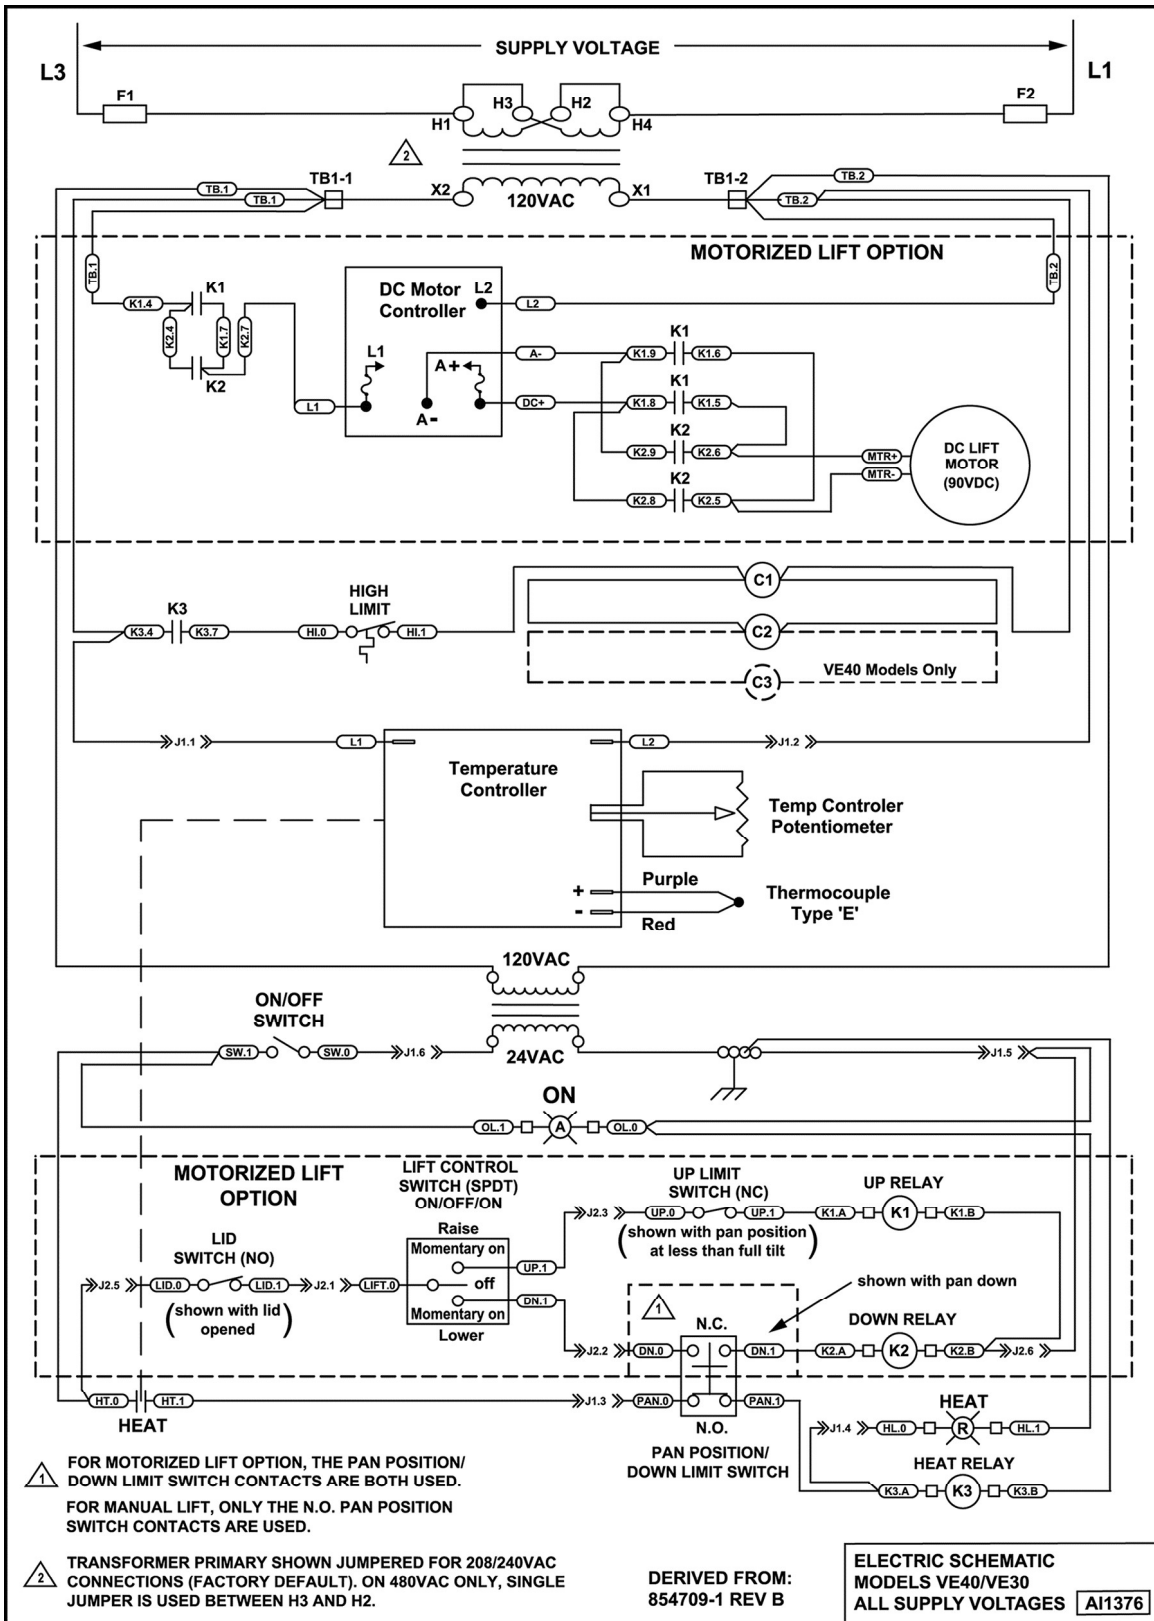 SUPPLY VOLTAGE
L3
L1
F1
F2
H3
H2
H1
H4
2
TB1-1
X2
120VAC
X1
TB1-2
TB.1
TB.1
TB.2
TB.2
MOTORIZED LIFT OPTION
TB.1
TB.2
K1.4
K1
K2.4
K1.7
K2.7
K2
DC Motor
Controller
L2
L2
L1
L1
A+
A-
A-
DC+
K1
K1.9
K1.6
K1
K1.8
K1.5
K2
K2.9
K2.6
K2
K2.8
K2.5
MTR+
MTR-
DC LIFT
MOTOR
(90VDC)
K3
K3.4
K3.7
HIGH
LIMIT
HI.0
HI.1
C1
C2
C3
VE40 Models Only
J1.1
L1
L2
J1.2
Temperature
Controller
Temp Controler
Potentiometer
+
Purple
-
Red
Thermocouple
Type 'E'
120VAC
ON/OFF
SWITCH
SW.1
SW.0
J1.6
24VAC
J1.5
ON
OL.1
A
OL.0
MOTORIZED LIFT
OPTION
LIFT CONTROL
SWITCH (SPDT)
ON/OFF/ON
Raise
Momentary on
off
Momentary on
Lower
UP.1
DN.1
LID
SWITCH (NO)
J2.5
LID.0
LID.1
J2.1
LIFT.0
(shown with lid
opened)
J2.3
UP LIMIT
SWITCH (NC)
UP.0
UP.1
(shown with pan position
at less than full tilt)
UP RELAY
K1.A
K1
K1.B
shown with pan down
1
N.C.
J2.2
DN.0
DN.1
DOWN RELAY
K2.A
K2
K2.B
J2.6
HT.0
HT.1
HEAT
J1.3
PAN.0
PAN.1
N.O.
PAN POSITION/
DOWN LIMIT SWITCH
HEAT
J1.4
HL.0
R
HL.1
HEAT RELAY
K3.A
K3
K3.B
1
FOR MOTORIZED LIFT OPTION, THE PAN POSITION/
DOWN LIMIT SWITCH CONTACTS ARE BOTH USED.
FOR MANUAL LIFT, ONLY THE N.O. PAN POSITION
SWITCH CONTACTS ARE USED.
2
TRANSFORMER PRIMARY SHOWN JUMPERED FOR 208/240VAC
CONNECTIONS (FACTORY DEFAULT). ON 480VAC ONLY, SINGLE
JUMPER IS USED BETWEEN H3 AND H2.
DERIVED FROM:
854709-1 REV B
ELECTRIC SCHEMATIC
MODELS VE40/VE30
ALL SUPPLY VOLTAGES
AI1376